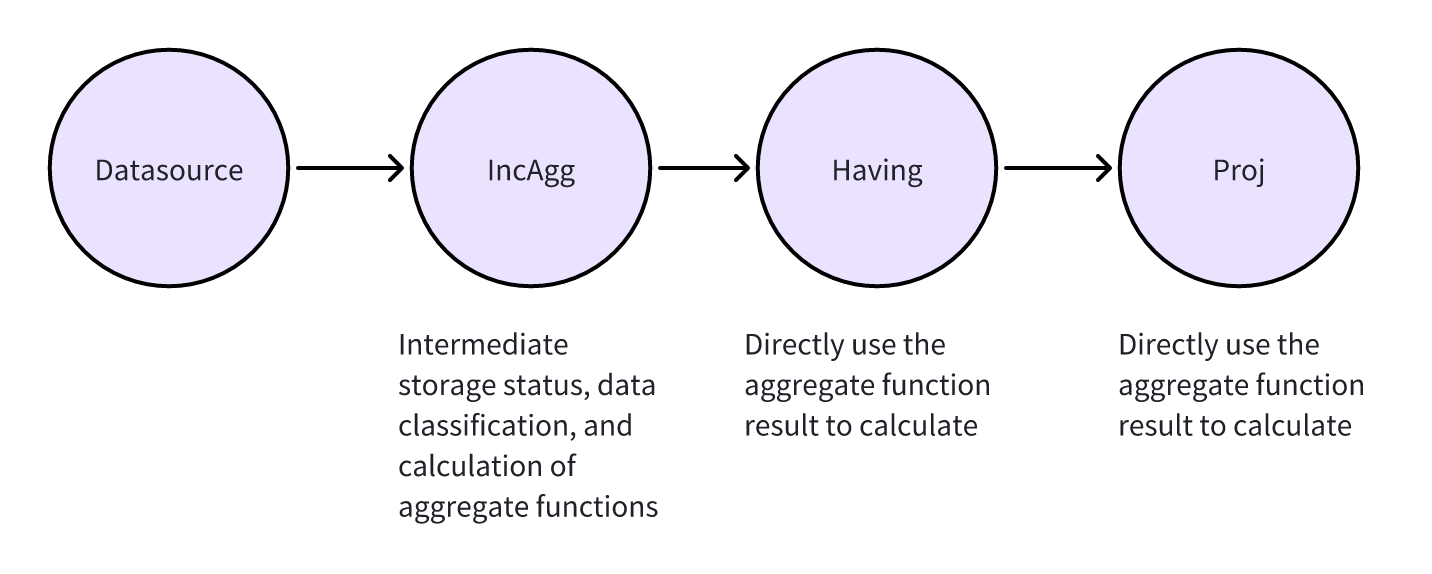 Datasource
IncAgg
Having
Proj
Intermediate
storage status, data
classification, and
calculation of
aggregate functions
Directly use the
aggregate function
result to calculate
Directly use the
aggregate function
result to calculate